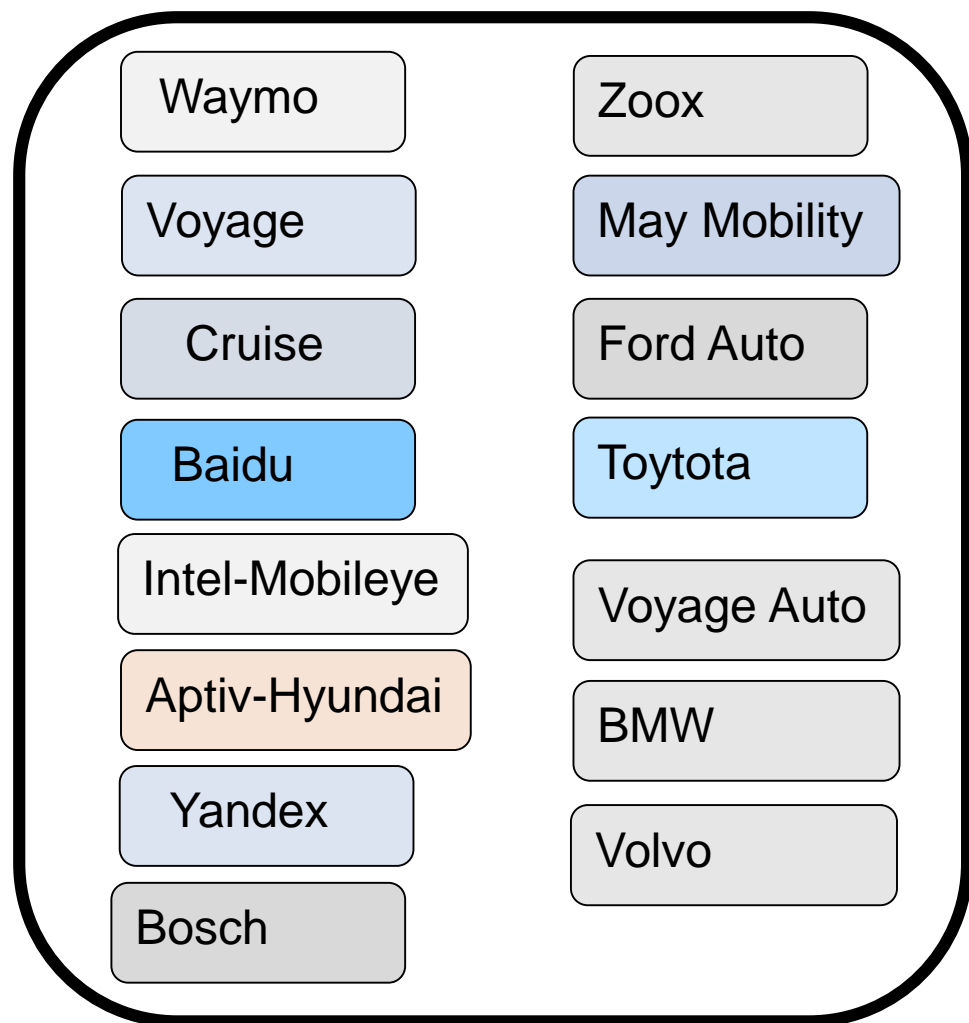 Waymo
Voyage
Cruise
Baidu
Intel-Mobileye
Aptiv-Hyundai
Yandex
Bosch
Zoox
May Mobility
Ford Auto
Toytota
Voyage Auto
BMW
Volvo